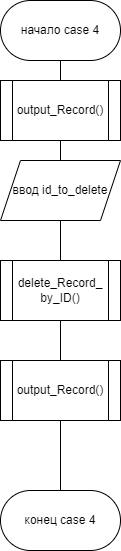 начало case 4
output_Record()
ввод id_to_delete
delete_Record_
by_ID()
output_Record()
конец case 4